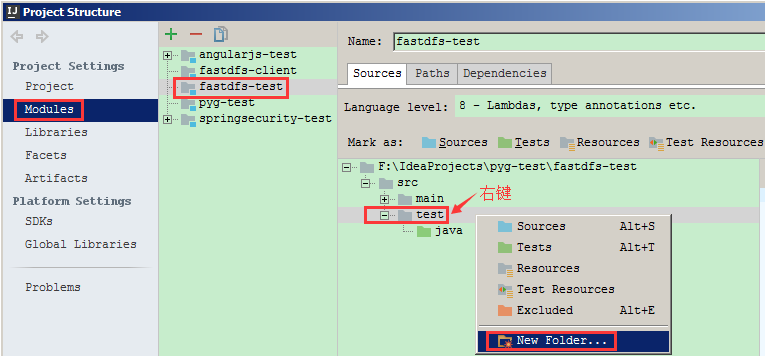 Project Structure
Project Settings
Project
Modules
Libraries
Facets
Artifacts
Platform Settings
SDKs
Global Libraries
Problems
angularjs-test
fastdfs-client
fastdfs-test
pyg-test
springsecurity-test
Name: fastdfs-test
Sources Paths Dependencies
Language level: 8 - Lambdas, type annotations etc.
Mark as: Sources Tests Resources Test Resources
F:\IdeaProjects\pyg-test\fastdfs-test
src
main
test
右键
java
Sources Alt+S
Tests Alt+T
Resources
Test Resources
Excluded Alt+E
New Folder...